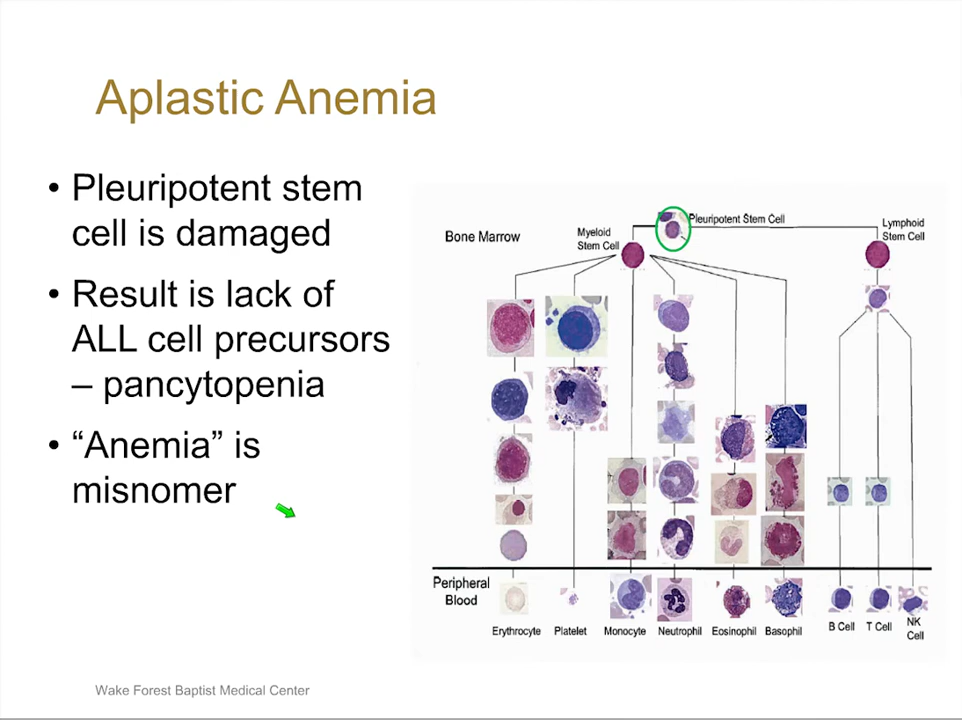 Aplastic Anemia
• Pleuripotent stem
cell is damaged
• Result is lack of
ALL cell precursors
– pancytopenia
• “Anemia” is
misnomer
Bone Marrow
Myeloid
Stem Cell
Pleuripotent Stem Cell
Lymphoid
Stem Cell
Peripheral
Blood
Erythrocyte
Platelet
Monocyte
Neutrophil
Eosinophil
Basophil
B Cell
T Cell
NK
Cell
Wake Forest Baptist Medical Center